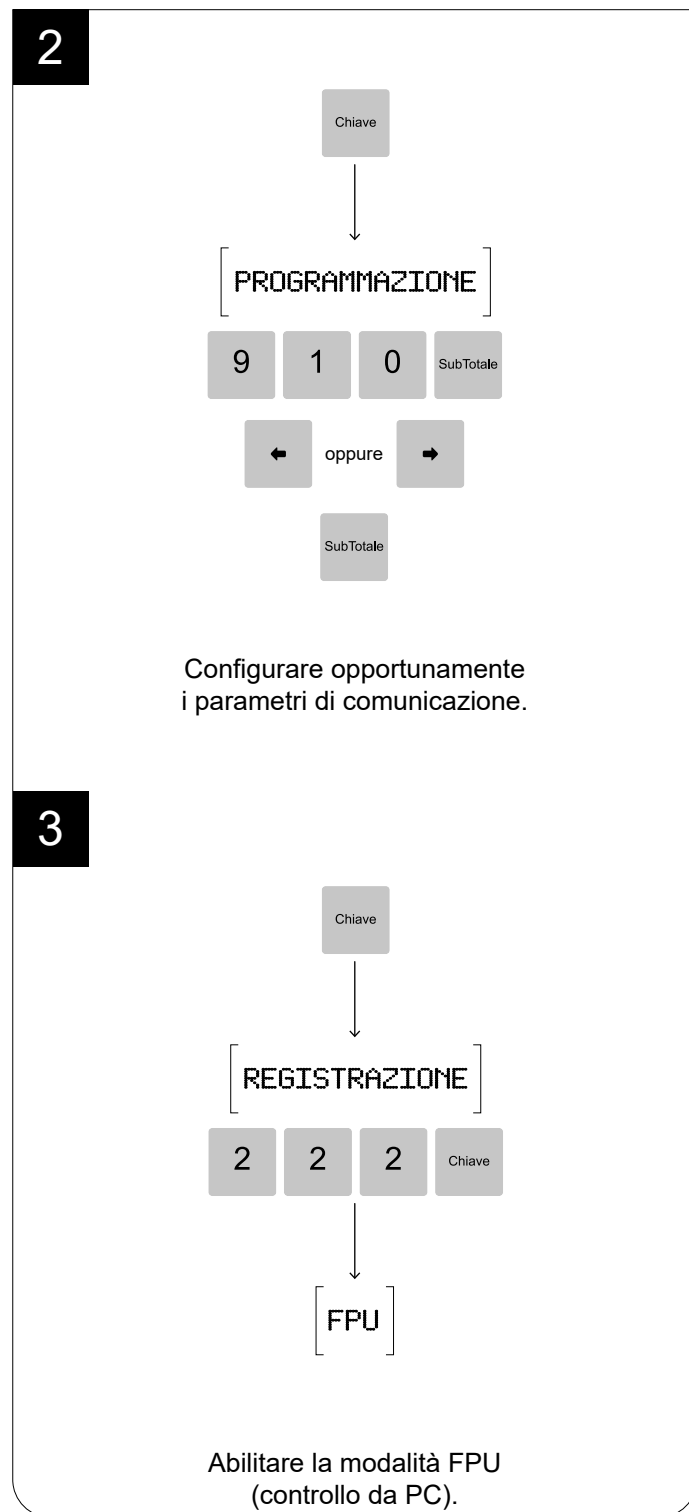 2
Chiave
PROGRAMMAZIONE
9 1 0 SubTotale
oppure
SubTotale
Configurare opportunamente
i parametri di comunicazione.
3
Chiave
REGISTRAZIONE
2 2 2 Chiave
FPU
Abilitare la modalità FPU
(controllo da PC).